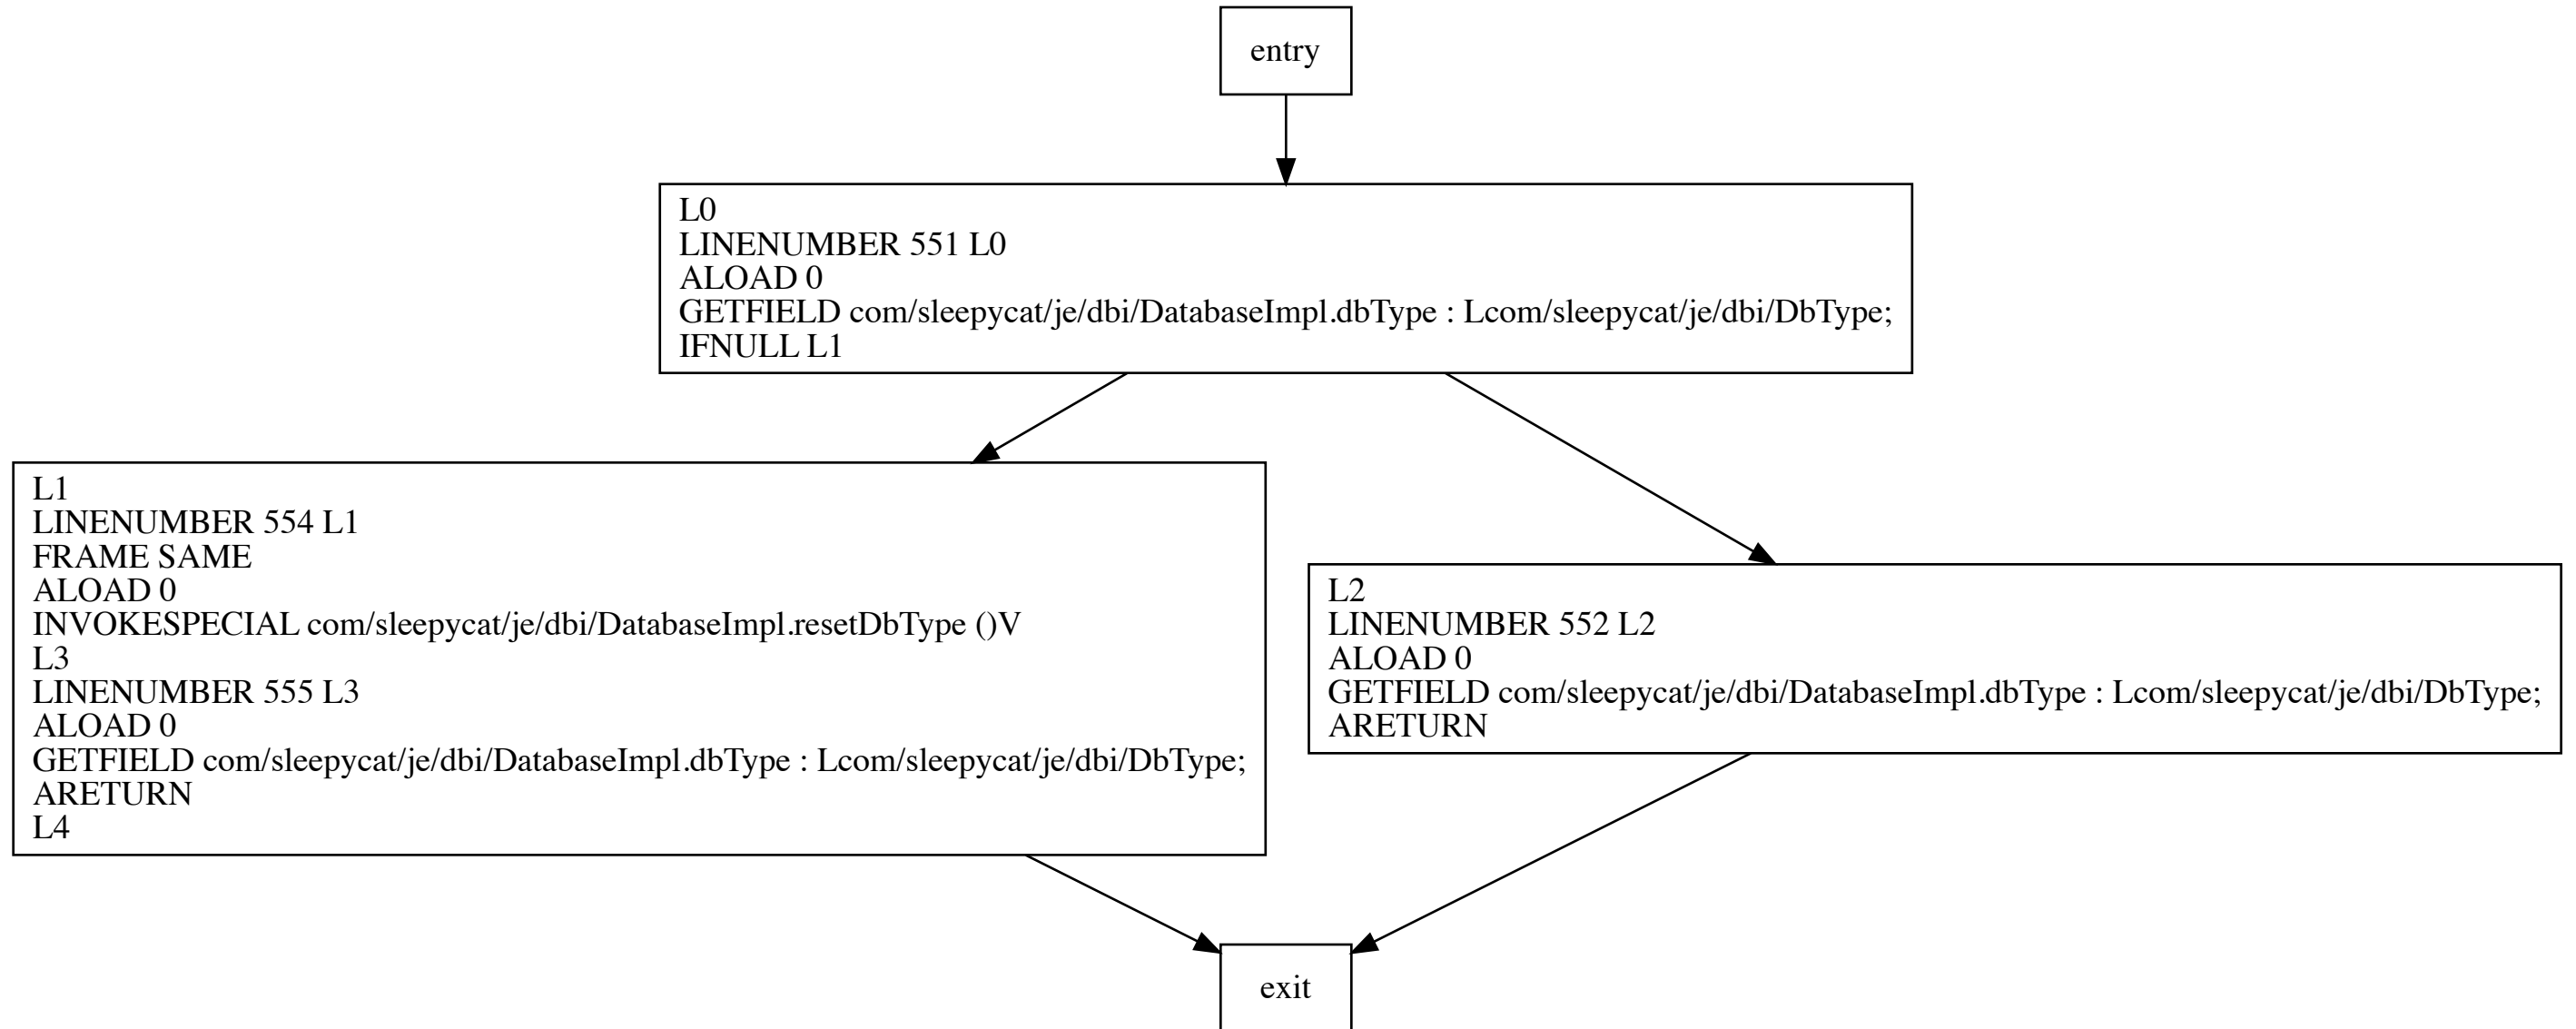 entry
L0
LINENUMBER 551 L0
ALOAD 0
GETFIELD com/sleepycat/je/dbi/DatabaseImpl.dbType : Lcom/sleepycat/je/dbi/DbType;
IFNULL L1
L1
LINENUMBER 554 L1
FRAME SAME
ALOAD 0
INVOKESPECIAL com/sleepycat/je/dbi/DatabaseImpl.resetDbType ()V
L3
LINENUMBER 555 L3
ALOAD 0
GETFIELD com/sleepycat/je/dbi/DatabaseImpl.dbType : Lcom/sleepycat/je/dbi/DbType;
ARETURN
L4
L2
LINENUMBER 552 L2
ALOAD 0
GETFIELD com/sleepycat/je/dbi/DatabaseImpl.dbType : Lcom/sleepycat/je/dbi/DbType;
ARETURN
exit